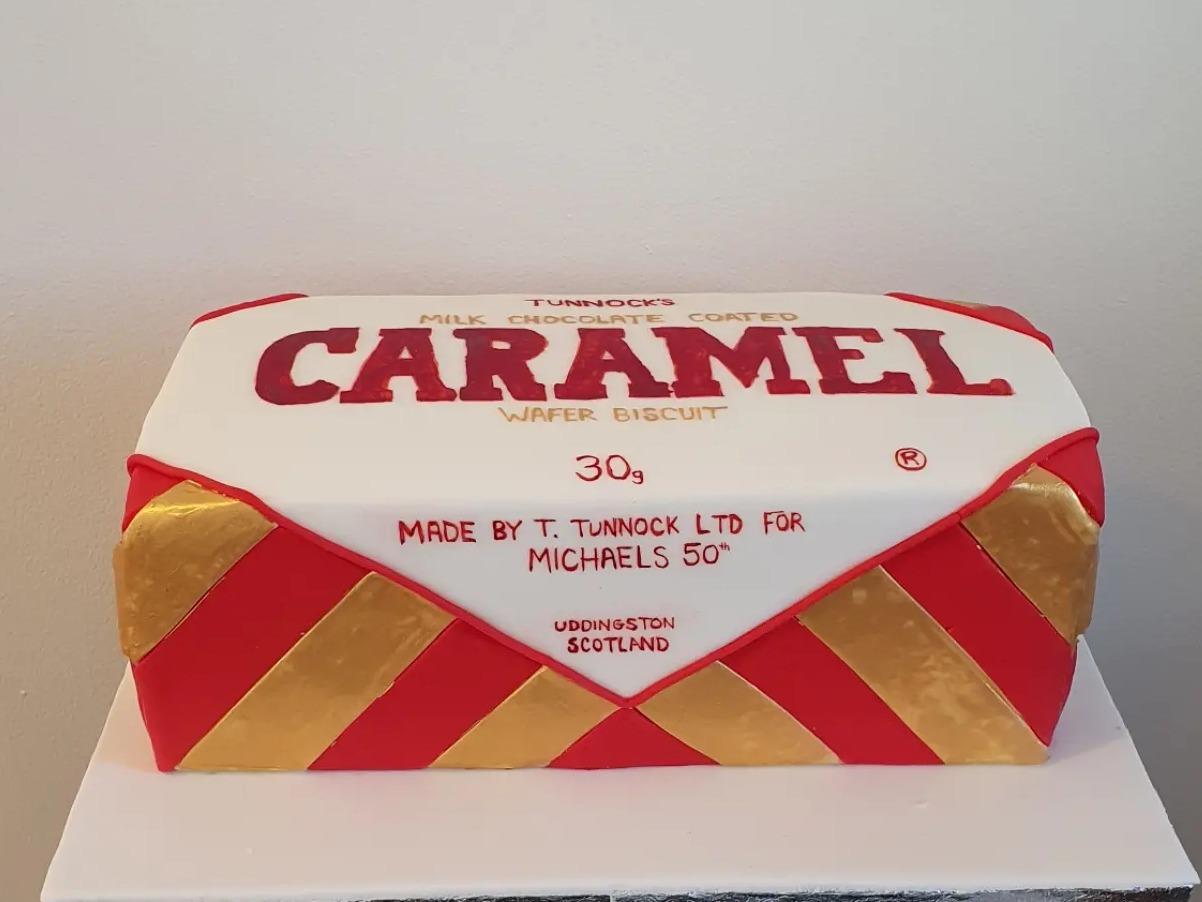 TUNNOCK'S
MILK CHOCOLATE COATED
CARAMEL
WAFER BISCUIT
30g
®
MADE BY T. TUNNOCK LTD FOR
MICHAELS 50th
UDDINGSTON
SCOTLAND